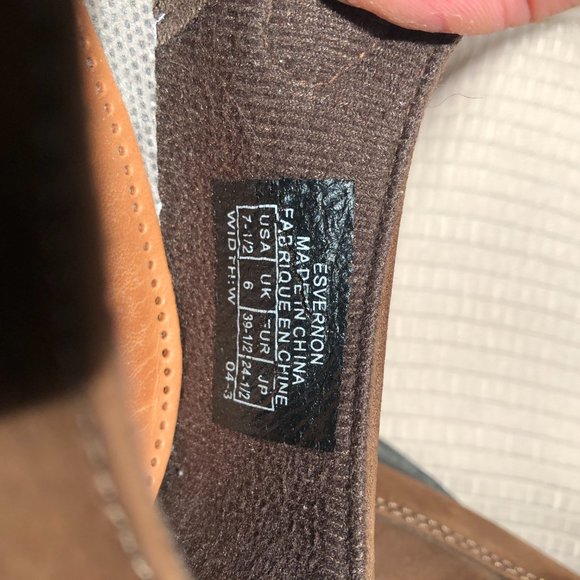 ESVERNON
MADE IN CHINA
FABRIQUE EN CHINE
USA UK EUR JP
7-1/2 6 39-1/2 24-1/2
WIDTH:W 04-3